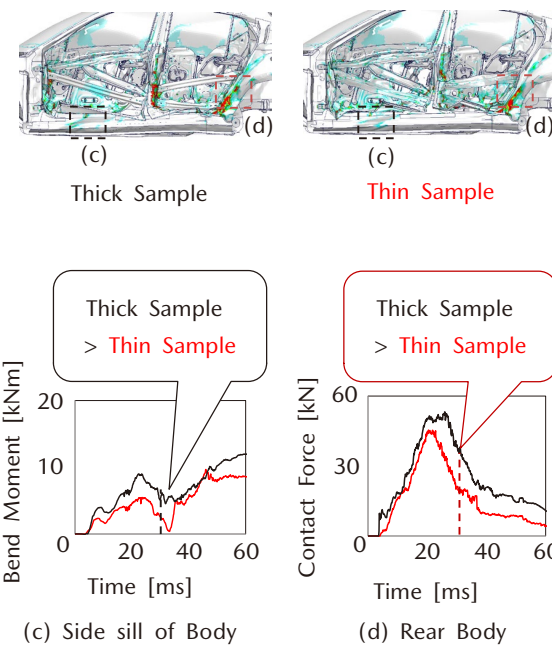 (c)
(d)
Thick Sample
(c)
(d)
Thin Sample
Thick Sample
> Thin Sample
Bend Moment [kNm]
20
10
0
20
40
60
Time [ms]
(c) Side sill of Body
Thick Sample
> Thin Sample
Contact Force [kN]
60
30
0
20
40
60
Time [ms]
(d) Rear Body